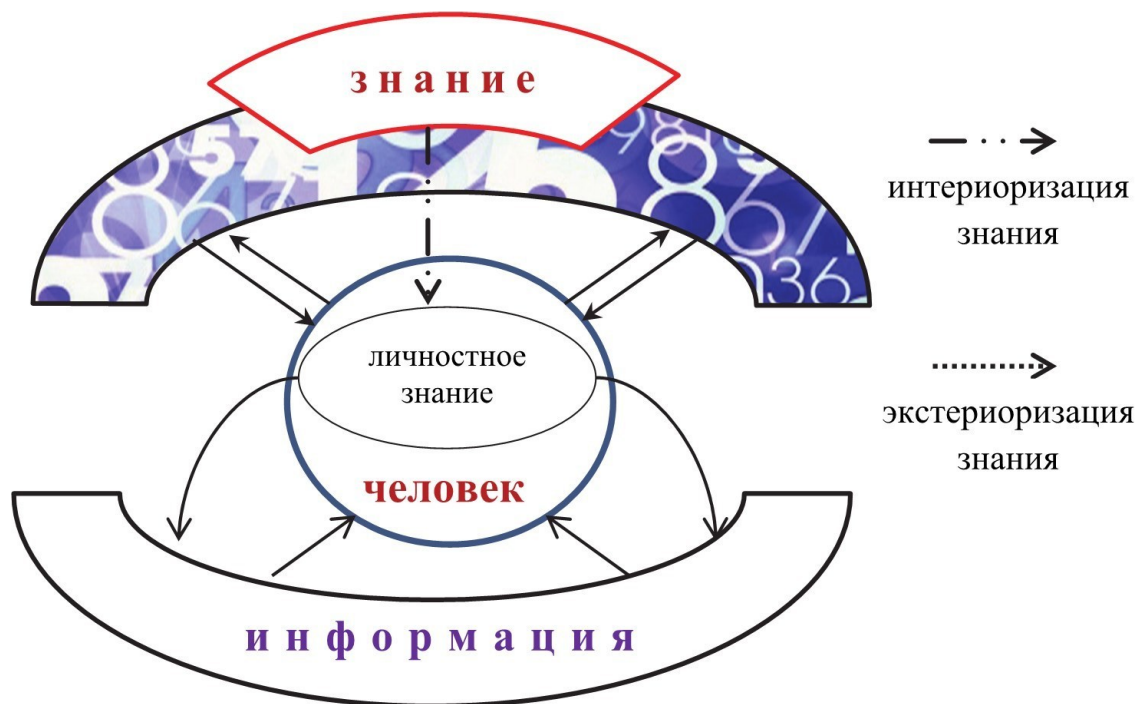 знание
интериоризация
знания
личностное
знание
экстериоризация
знания
человек
информация